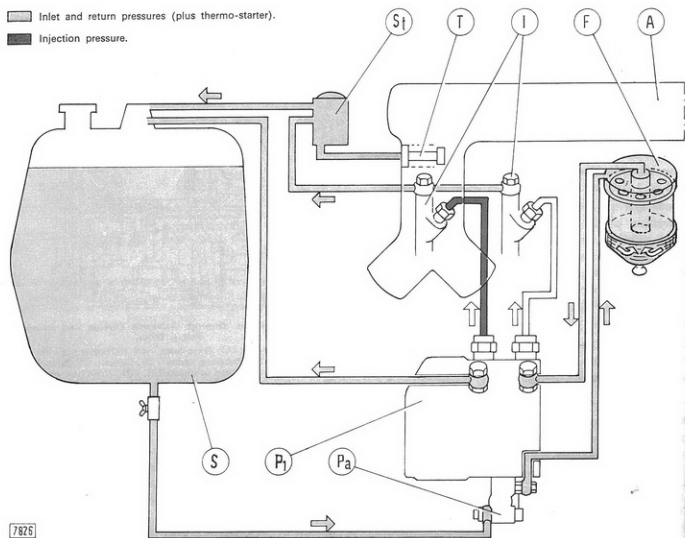 Inlet and return pressures (plus thermo-starter).
Injection pressure.
St
T
I
F
A
S
P1
Pa
7826